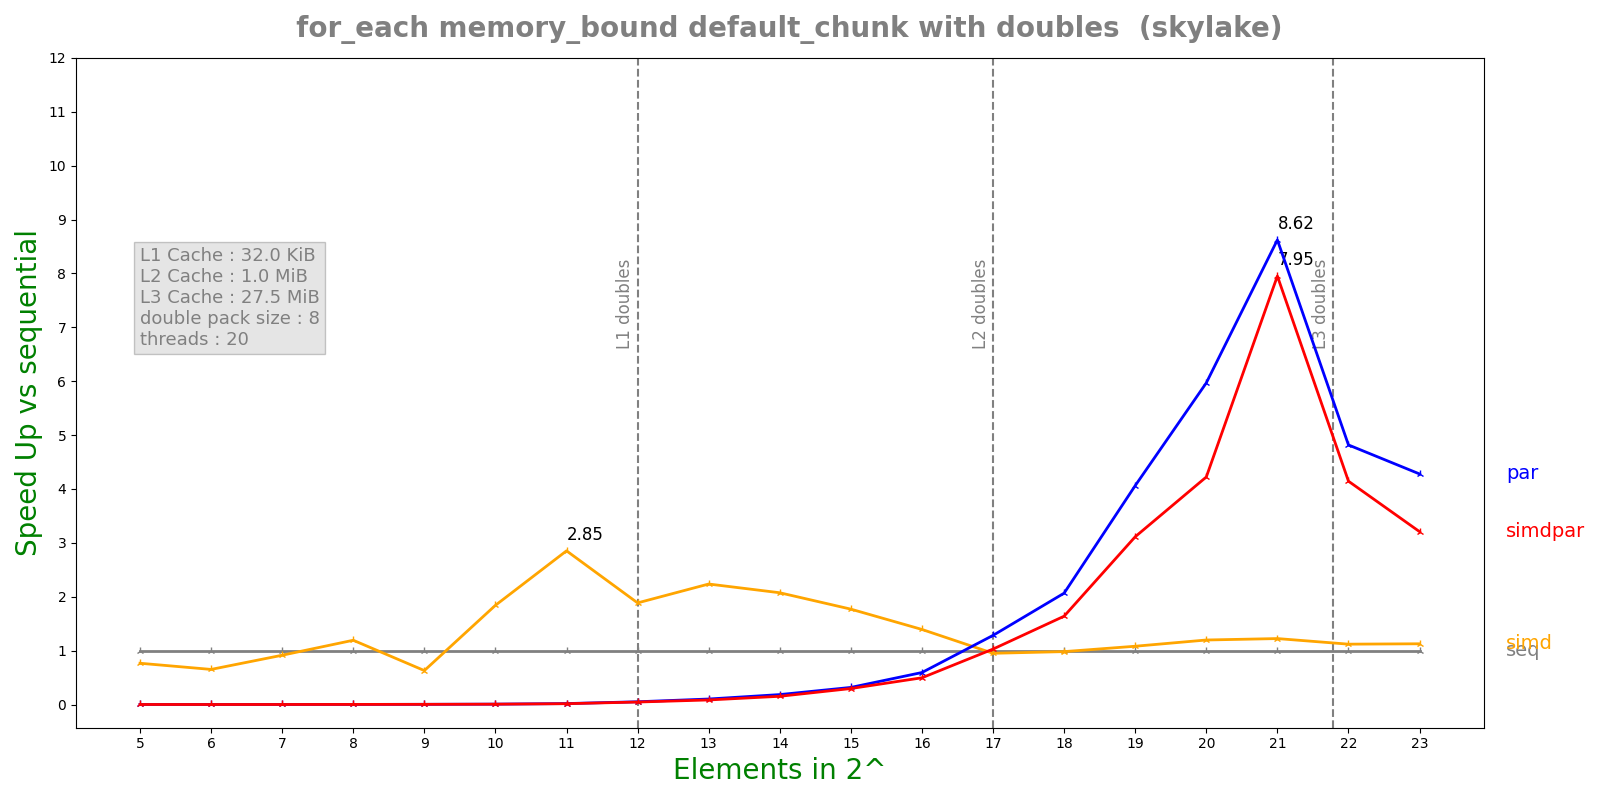 for_each memory_bound default_chunk with doubles (skylake)
Speed Up vs sequential
12
11
10
9
8
7
6
5
4
3
2
1
0
L1 Cache : 32.0 KiB
L2 Cache : 1.0 MiB
L3 Cache : 27.5 MiB
double pack size : 8
threads : 20
L1 doubles
L2 doubles
L3 doubles
8.62
7.95
2.85
par
simdpar
simd
seq
5 6 7 8 9 10 11 12 13 14 15 16 17 18 19 20 21 22 23
Elements in 2^